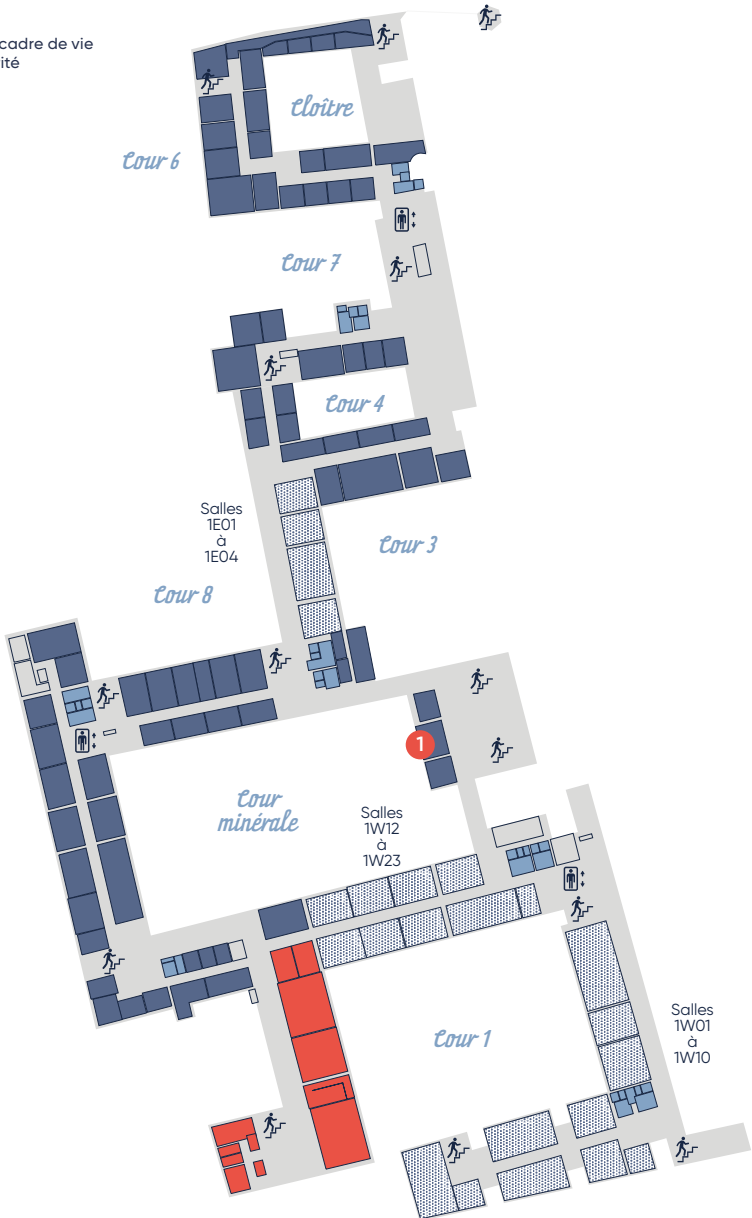 cadre de vie
ité
Cloître
Cour 6
Cour 7
Cour 4
Salles
1E01
à
1E04
Cour 3
Cour 8
1
Cour
minérale
Salles
1W12
à
1W23
Salles
1W01
à
1W10
Cour 1